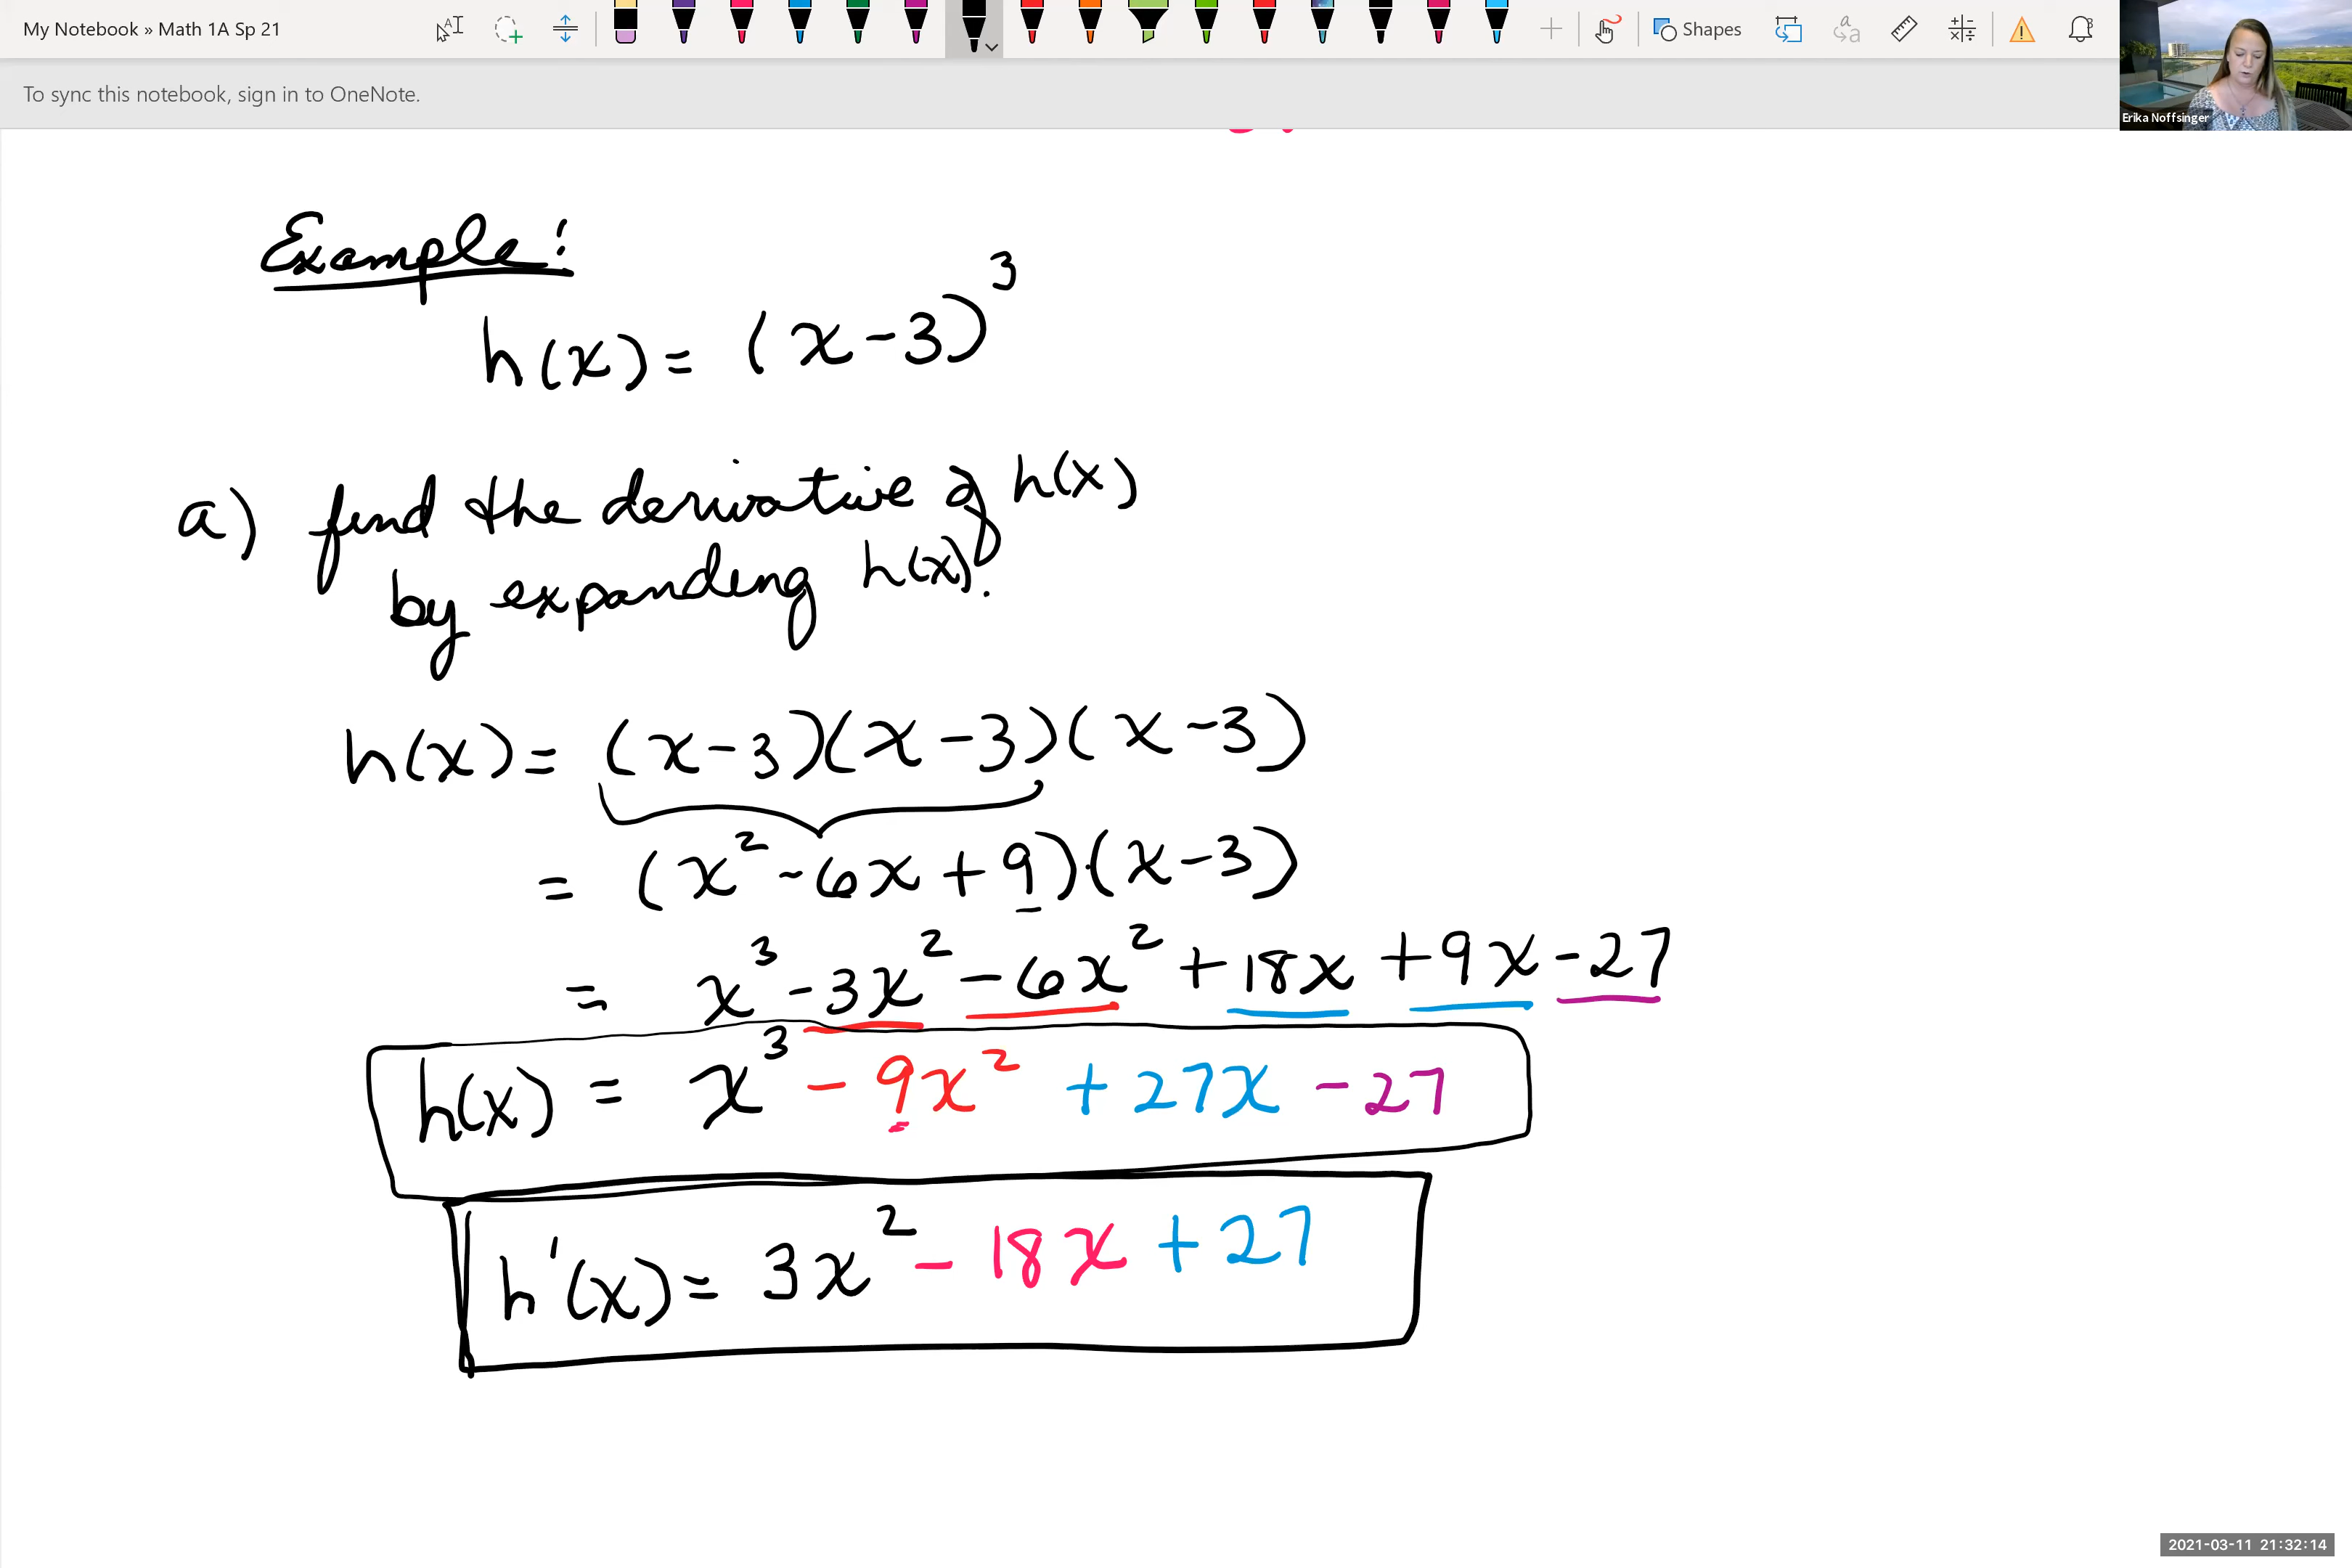 My Notebook » Math 1A Sp 21
Shapes
To sync this notebook, sign in to OneNote.
Erika Noffsinger
Example:
h(x) = (x-3)³
a) find the derivative of h(x)
by expanding h(x).
h(x) = (x-3)(x-3)(x-3)
= (x² -6x + 9)·(x-3)
= x³ -3x² -6x² +18x +9x -27
h(x) = x³ - 9x² + 27x - 27
h'(x) = 3x² - 18x + 27
2021-03-11 21:32:14